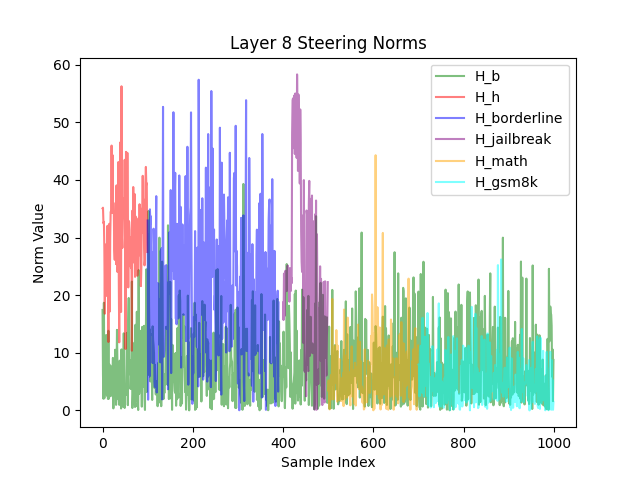 Layer 8 Steering Norms
60
50
40
30
20
10
0
Norm Value
H_b
H_h
H_borderline
H_jailbreak
H_math
H_gsm8k
0 200 400 600 800 1000
Sample Index